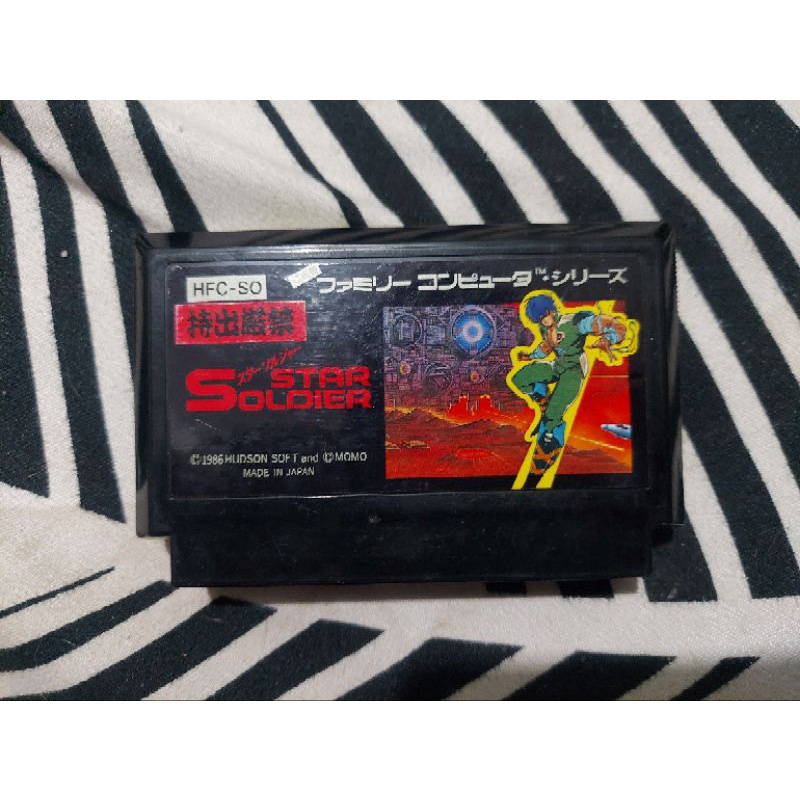 HFC-SO
ファミリー コンピュータ™・シリーズ
持出厳禁
スター・ソルジャー
STAR
SOLDIER
©1986 HUDSON SOFT and ©MOMO
MADE IN JAPAN